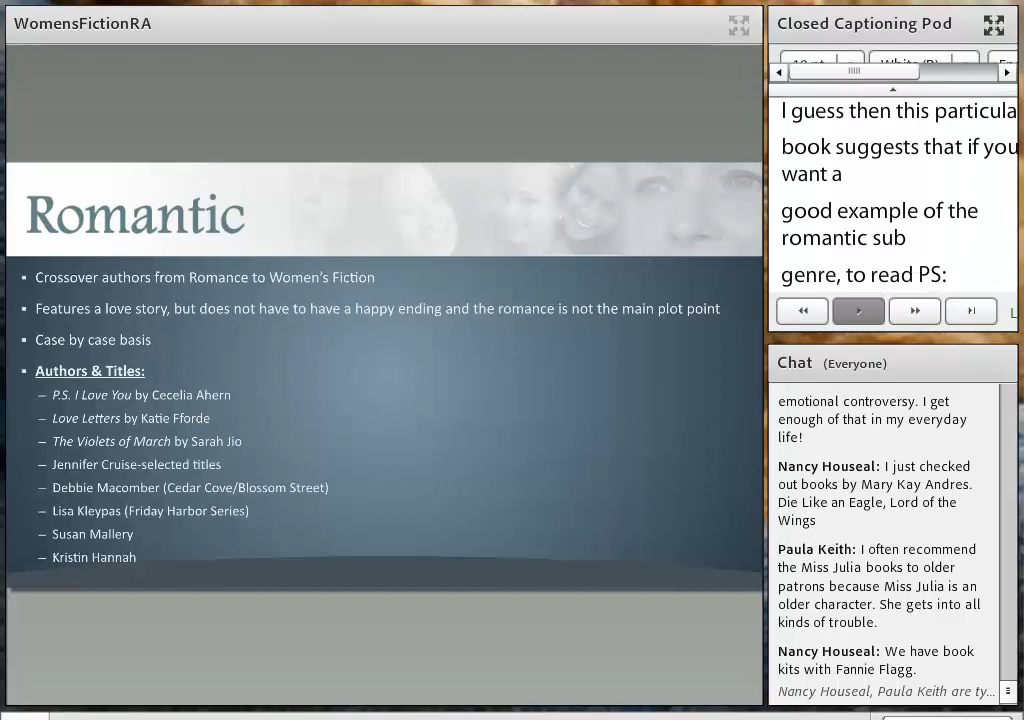 WomensFictionRA
Romantic
▪ Crossover authors from Romance to Women's Fiction
▪ Features a love story, but does not have to have a happy ending and the romance is not the main plot point
▪ Case by case basis
▪ Authors & Titles:
– P.S. I Love You by Cecelia Ahern
– Love Letters by Katie Fforde
– The Violets of March by Sarah Jio
– Jennifer Cruise-selected titles
– Debbie Macomber (Cedar Cove/Blossom Street)
– Lisa Kleypas (Friday Harbor Series)
– Susan Mallery
– Kristin Hannah
Closed Captioning Pod
I guess then this particula
book suggests that if you
want a
good example of the
romantic sub
genre, to read PS:
Chat (Everyone)
emotional controversy. I get
enough of that in my everyday
life!
Nancy Houseal: I just checked
out books by Mary Kay Andres.
Die Like an Eagle, Lord of the
Wings
Paula Keith: I often recommend
the Miss Julia books to older
patrons because Miss Julia is an
older character. She gets into all
kinds of trouble.
Nancy Houseal: We have book
kits with Fannie Flagg.
Nancy Houseal, Paula Keith are ty...